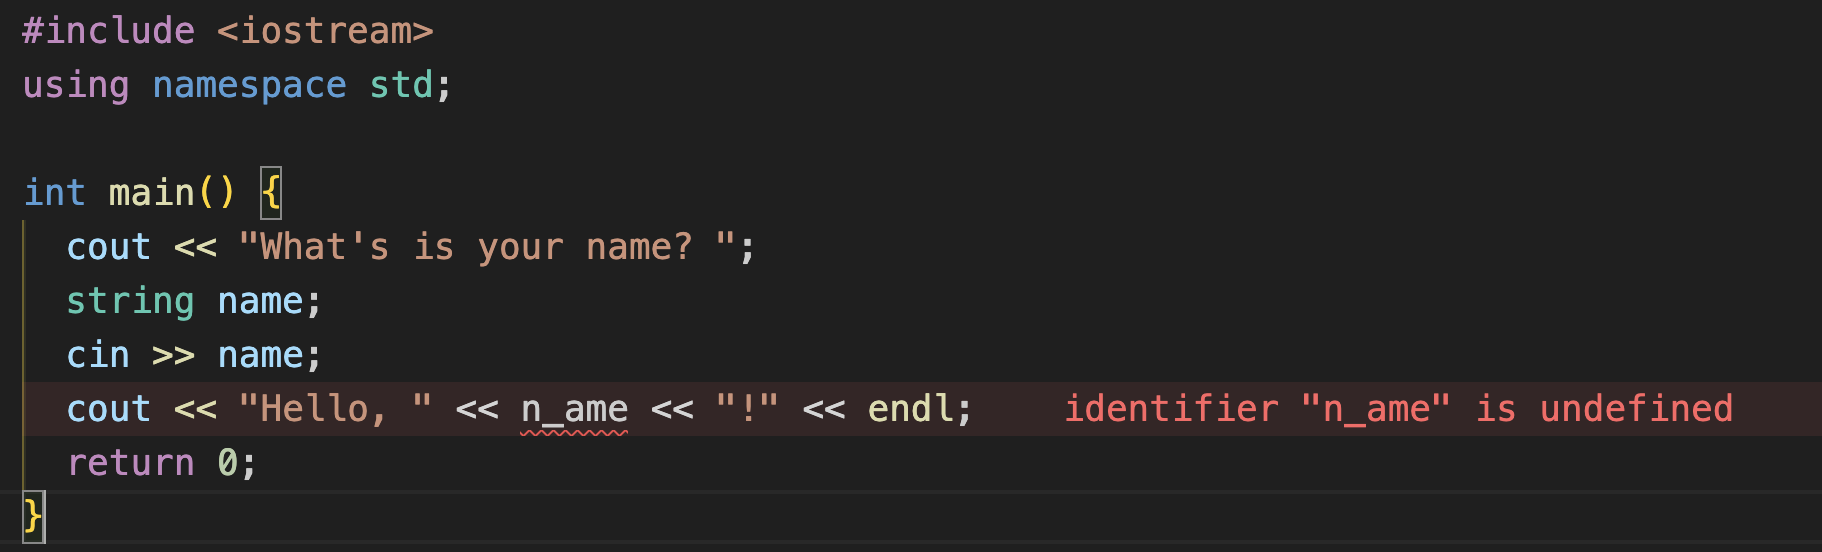 #include <iostream>
using namespace std;

int main() {
  cout << "What's is your name? ";
  string name;
  cin >> name;
  cout << "Hello, " << n_ame << "!" << endl;    identifier "n_ame" is undefined
  return 0;
}